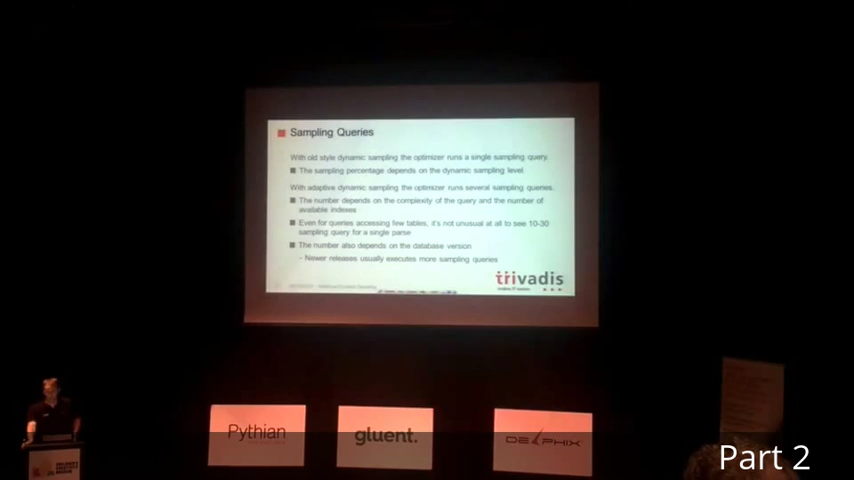 Sampling Queries
With old style dynamic sampling the optimizer runs a single sampling query.
The sampling percentage depends on the dynamic sampling level
With adaptive dynamic sampling the optimizer runs several sampling queries.
The number depends on the complexity of the query and the number of
available indexes
Even for queries accessing few tables, it's not unusual at all to see 10-30
sampling query for a single parse
The number also depends on the database version
- Newer releases usually executes more sampling queries
trivadis
Pythian
gluent.
DELPHIX
Part 2